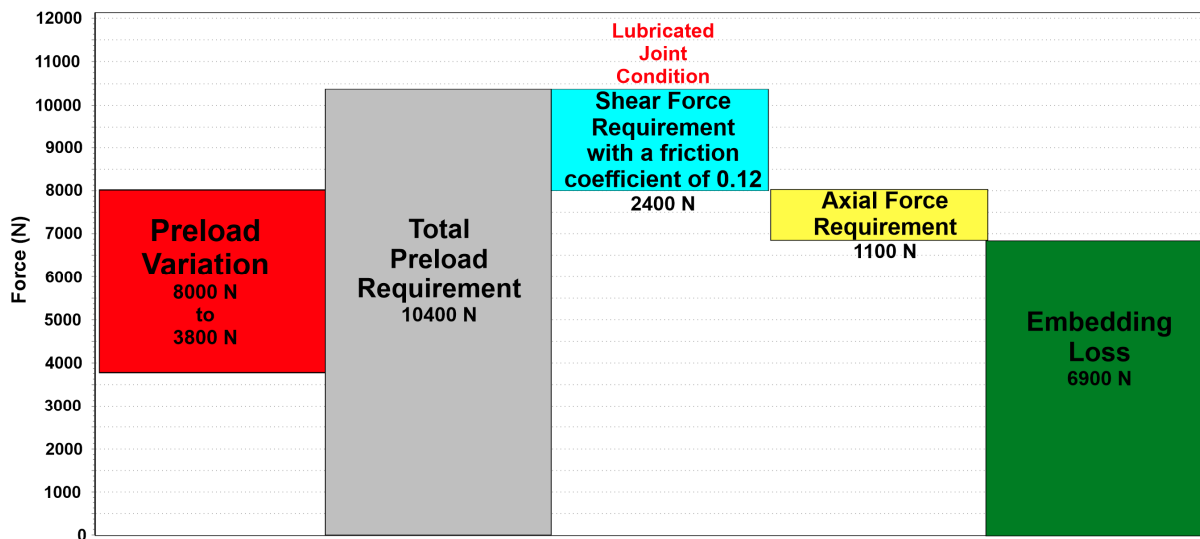 12000
11000
10000
9000
8000
7000
6000
5000
4000
3000
2000
1000
0
Force (N)
Preload
Variation
8000 N
to
3800 N
Total
Preload
Requirement
10400 N
Lubricated
Joint
Condition
Shear Force
Requirement
with a friction
coefficient of 0.12
2400 N
Axial Force
Requirement
1100 N
Embedding
Loss
6900 N